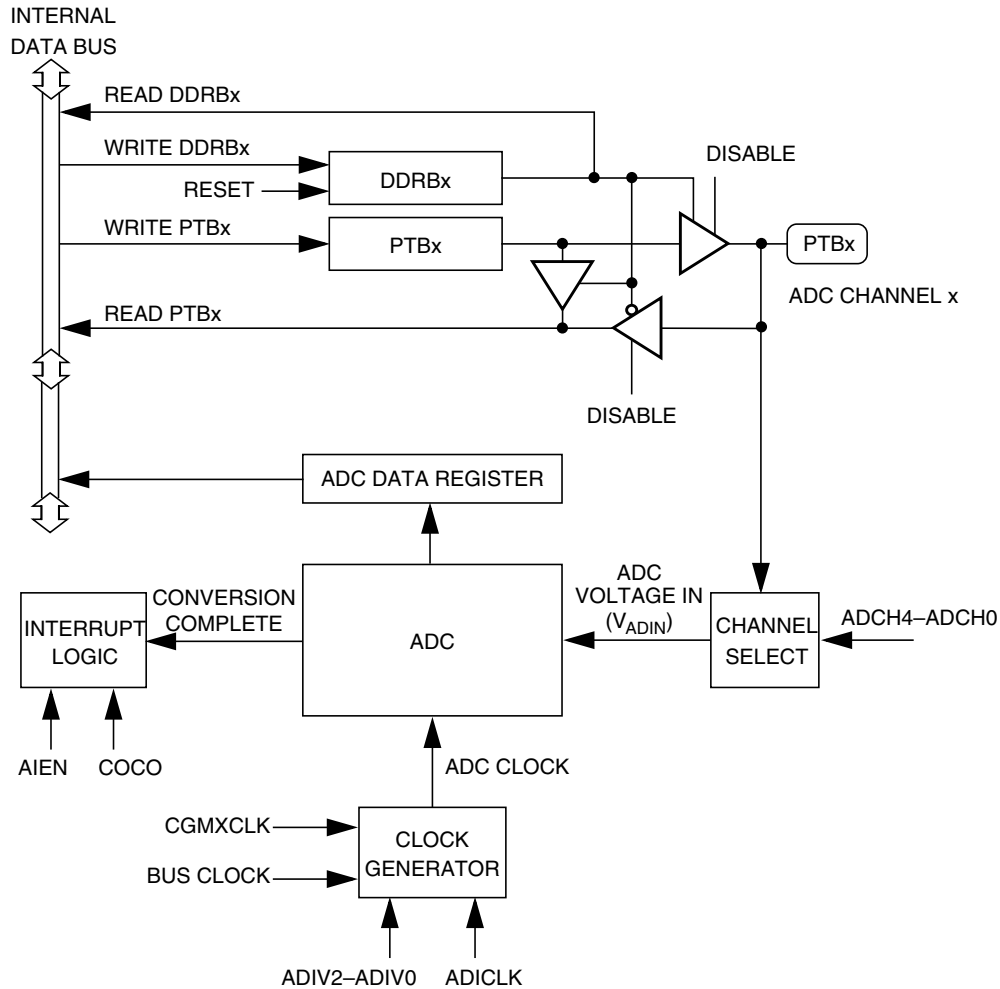 INTERNAL
DATA BUS
READ DDRBx
WRITE DDRBx
DISABLE
DDRBx
RESET
WRITE PTBx
PTBx
PTBx
ADC CHANNEL x
READ PTBx
DISABLE
ADC DATA REGISTER
CONVERSION
COMPLETE
INTERRUPT
LOGIC
ADC
ADC
VOLTAGE IN
(VADIN)
CHANNEL
SELECT
ADCH4–ADCH0
AIEN
COCO
ADC CLOCK
CGMXCLK
CLOCK
GENERATOR
BUS CLOCK
ADIV2–ADIV0
ADICLK